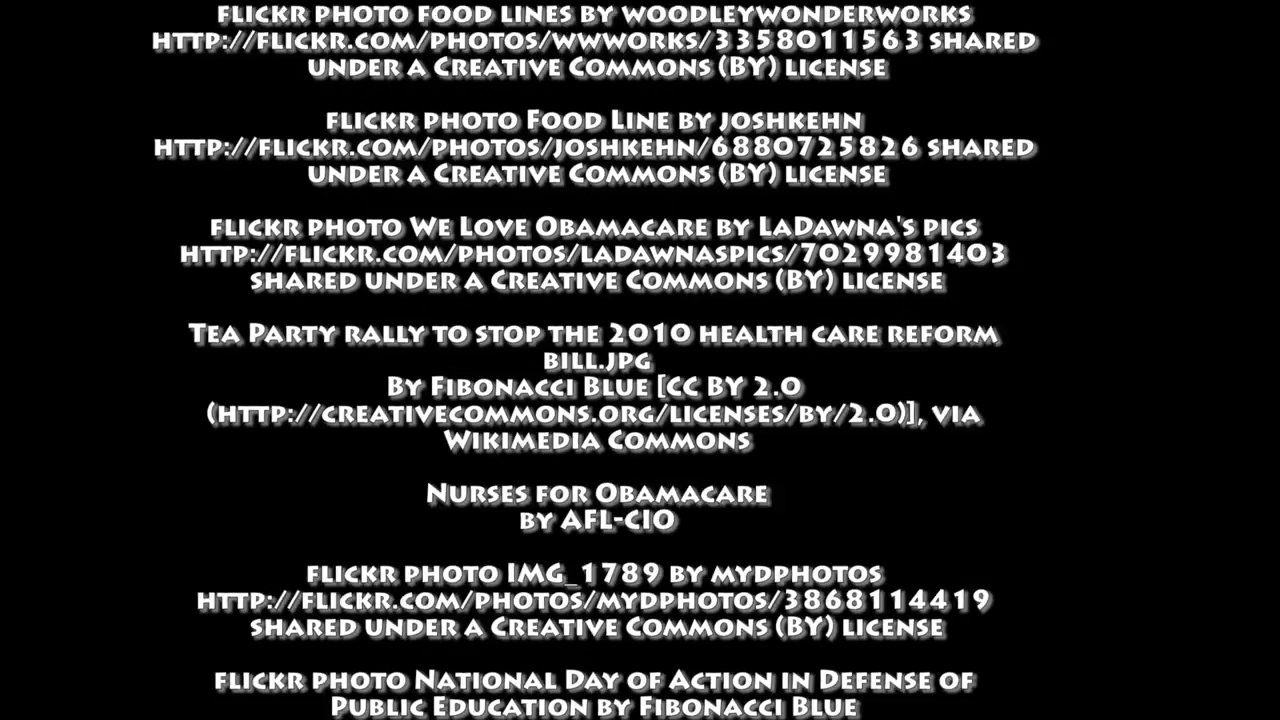 flickr photo food lines by woodleywonderworks
http://flickr.com/photos/wwworks/3358011563 shared
under a Creative Commons (BY) license
flickr photo Food Line by joshkehn
http://flickr.com/photos/joshkehn/6880725826 shared
under a Creative Commons (BY) license
flickr photo We Love Obamacare by LaDawna's pics
http://flickr.com/photos/ladawnaspics/7029981403
shared under a Creative Commons (BY) license
Tea Party rally to stop the 2010 health care reform
bill.jpg
By Fibonacci Blue [CC BY 2.0
(http://creativecommons.org/licenses/by/2.0)], via
Wikimedia Commons
Nurses for Obamacare
by AFL-CIO
flickr photo IMG_1789 by mydphotos
http://flickr.com/photos/mydphotos/3868114419
shared under a Creative Commons (BY) license
flickr photo National Day of Action in Defense of
Public Education by Fibonacci Blue